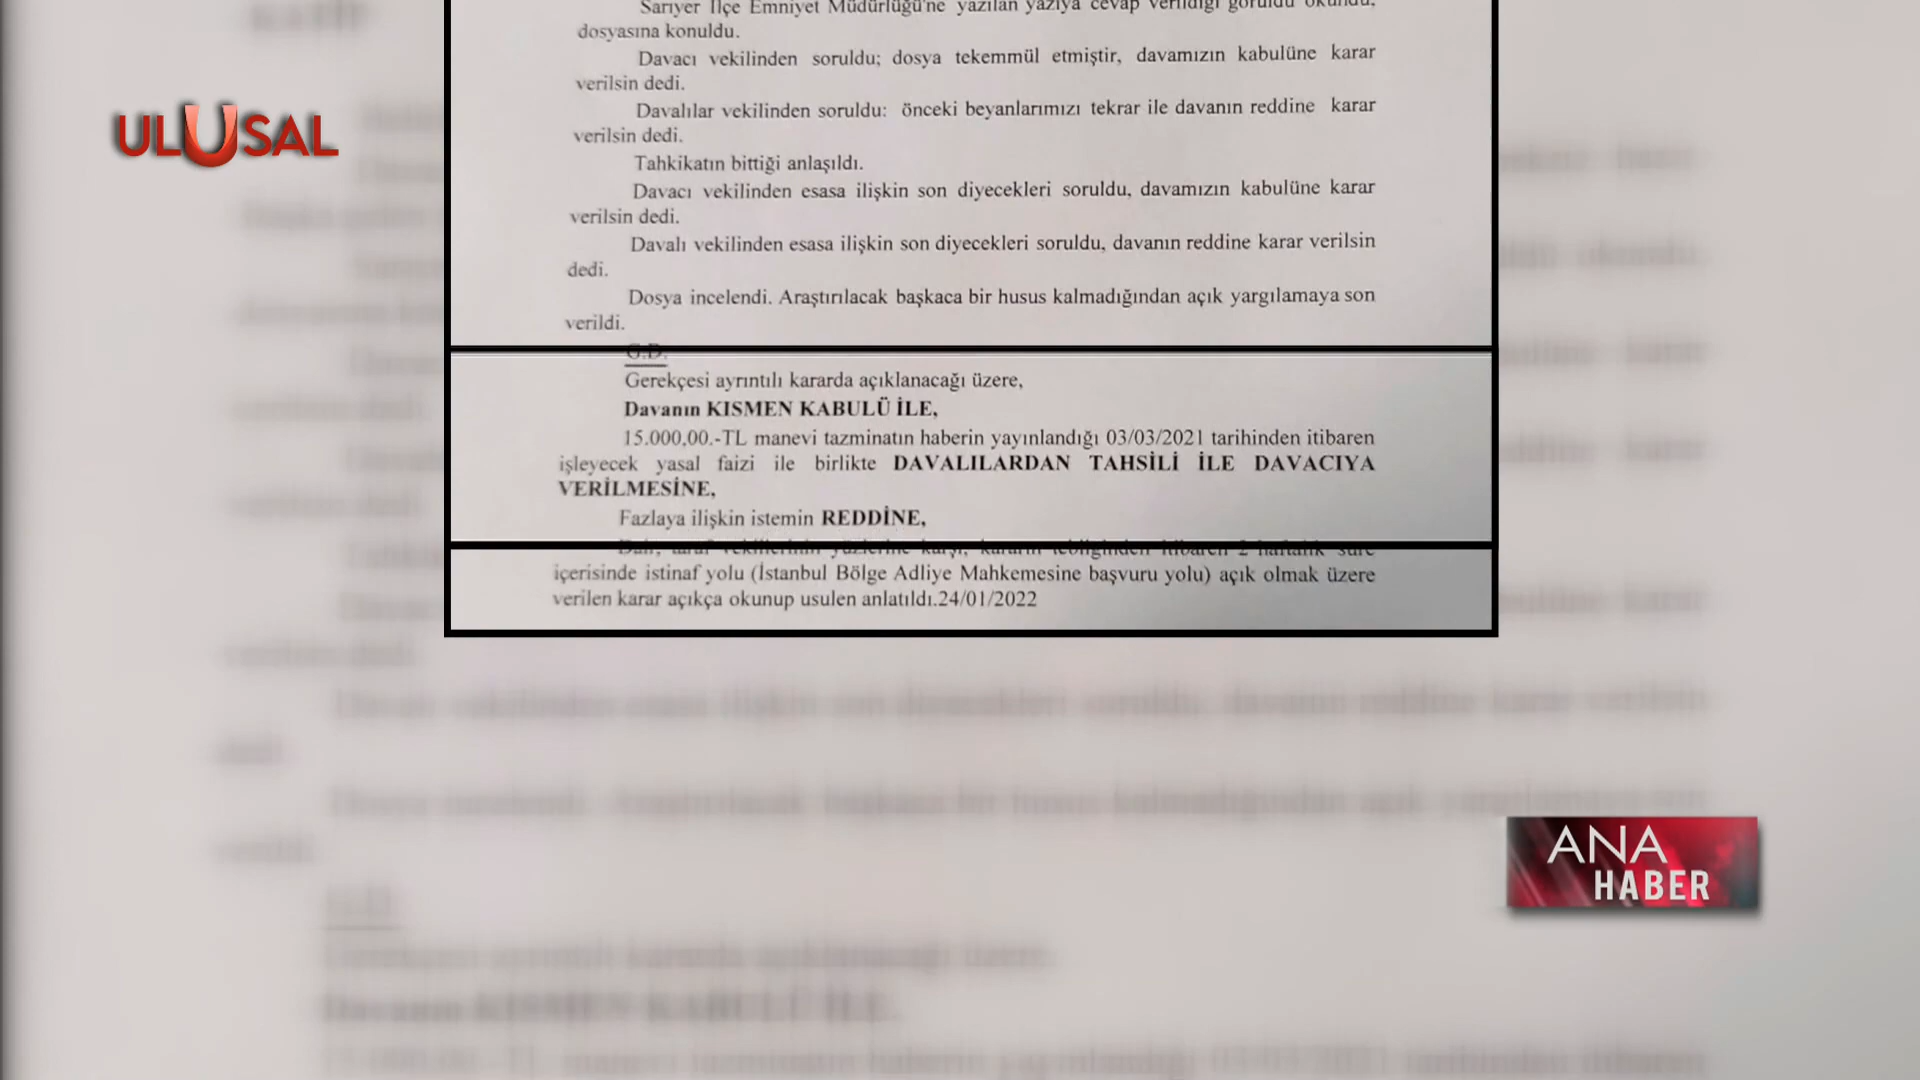 Sarıyer İlçe Emniyet Müdürlüğü'ne yazılan yazıya cevap verildiği görüldü okundu,
dosyasına konuldu.
Davacı vekilinden soruldu; dosya tekemmül etmiştir, davamızın kabulüne karar
verilsin dedi.
Davalılar vekilinden soruldu: önceki beyanlarımızı tekrar ile davanın reddine karar
verilsin dedi.
Tahkikatın bittiği anlaşıldı.
Davacı vekilinden esasa ilişkin son diyecekleri soruldu, davamızın kabulüne karar
verilsin dedi.
Davalı vekilinden esasa ilişkin son diyecekleri soruldu, davanın reddine karar verilsin
dedi.
Dosya incelendi. Araştırılacak başkaca bir husus kalmadığından açık yargılamaya son
verildi.
G.D.
Gerekçesi ayrıntılı kararda açıklanacağı üzere,
Davanın KISMEN KABULÜ İLE,
15.000,00.-TL manevi tazminatın haberin yayınlandığı 03/03/2021 tarihinden itibaren
işleyecek yasal faizi ile birlikte DAVALILARDAN TAHSİLİ İLE DAVACIYA
VERİLMESİNE,
Fazlaya ilişkin istemin REDDİNE,
Dair, taraf vekillerinin yüzlerine karşı, kararın tebliğinden itibaren 2 haftalık süre
içerisinde istinaf yolu (İstanbul Bölge Adliye Mahkemesine başvuru yolu) açık olmak üzere
verilen karar açıkça okunup usulen anlatıldı.24/01/2022
ULUSAL
ANA
HABER